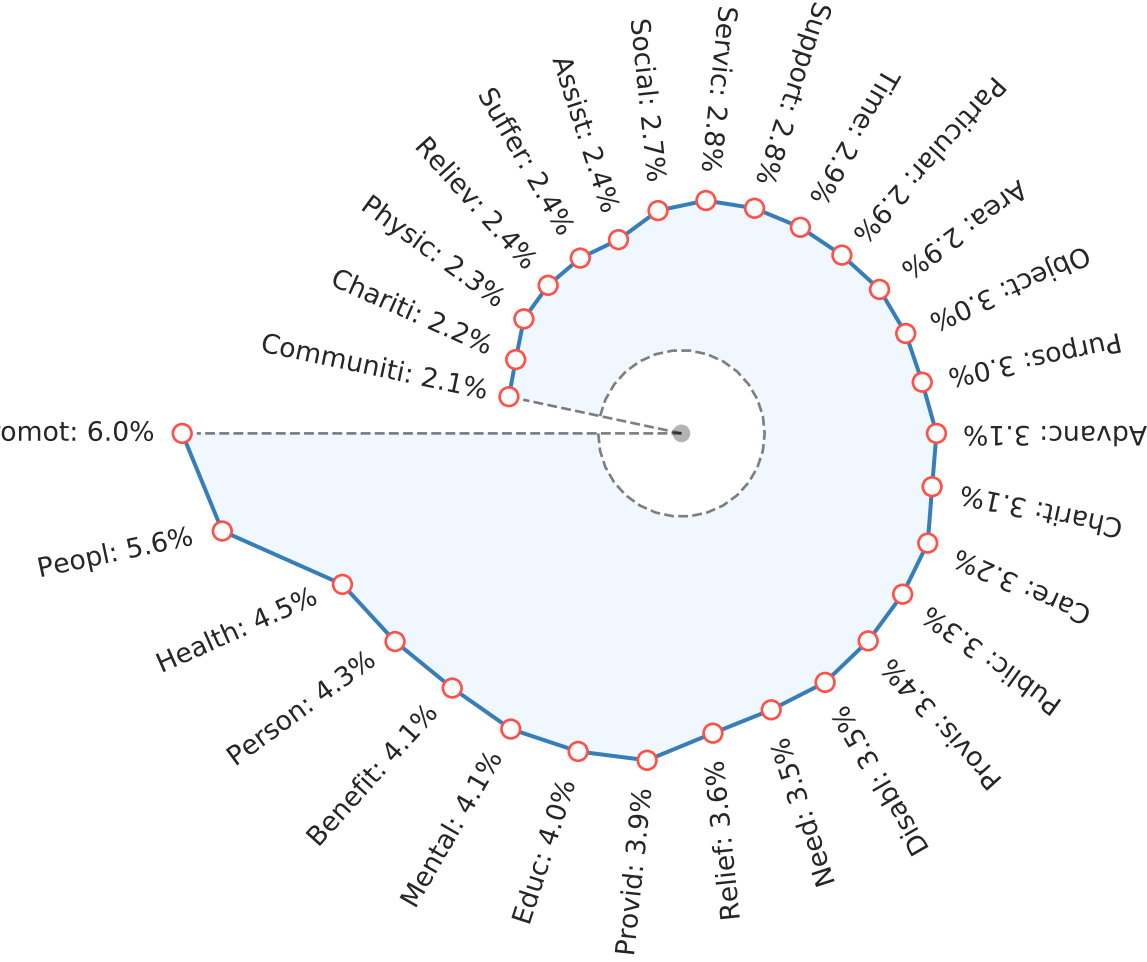 omot: 6.0%
Peopl: 5.6%
Health: 4.5%
Person: 4.3%
Benefit: 4.1%
Mental: 4.1%
Educ: 4.0%
Provid: 3.9%
Relief: 3.6%
Need: 3.5%
Disabl: 3.5%
Provis: 3.4%
Public: 3.3%
Care: 3.2%
Charit: 3.1%
Advanc: 3.1%
Purpos: 3.0%
Object: 3.0%
Area: 2.9%
Particular: 2.9%
Time: 2.9%
Support: 2.8%
Servic: 2.8%
Social: 2.7%
Assist: 2.4%
Suffer: 2.4%
Reliev: 2.4%
Physic: 2.3%
Chariti: 2.2%
Communiti: 2.1%